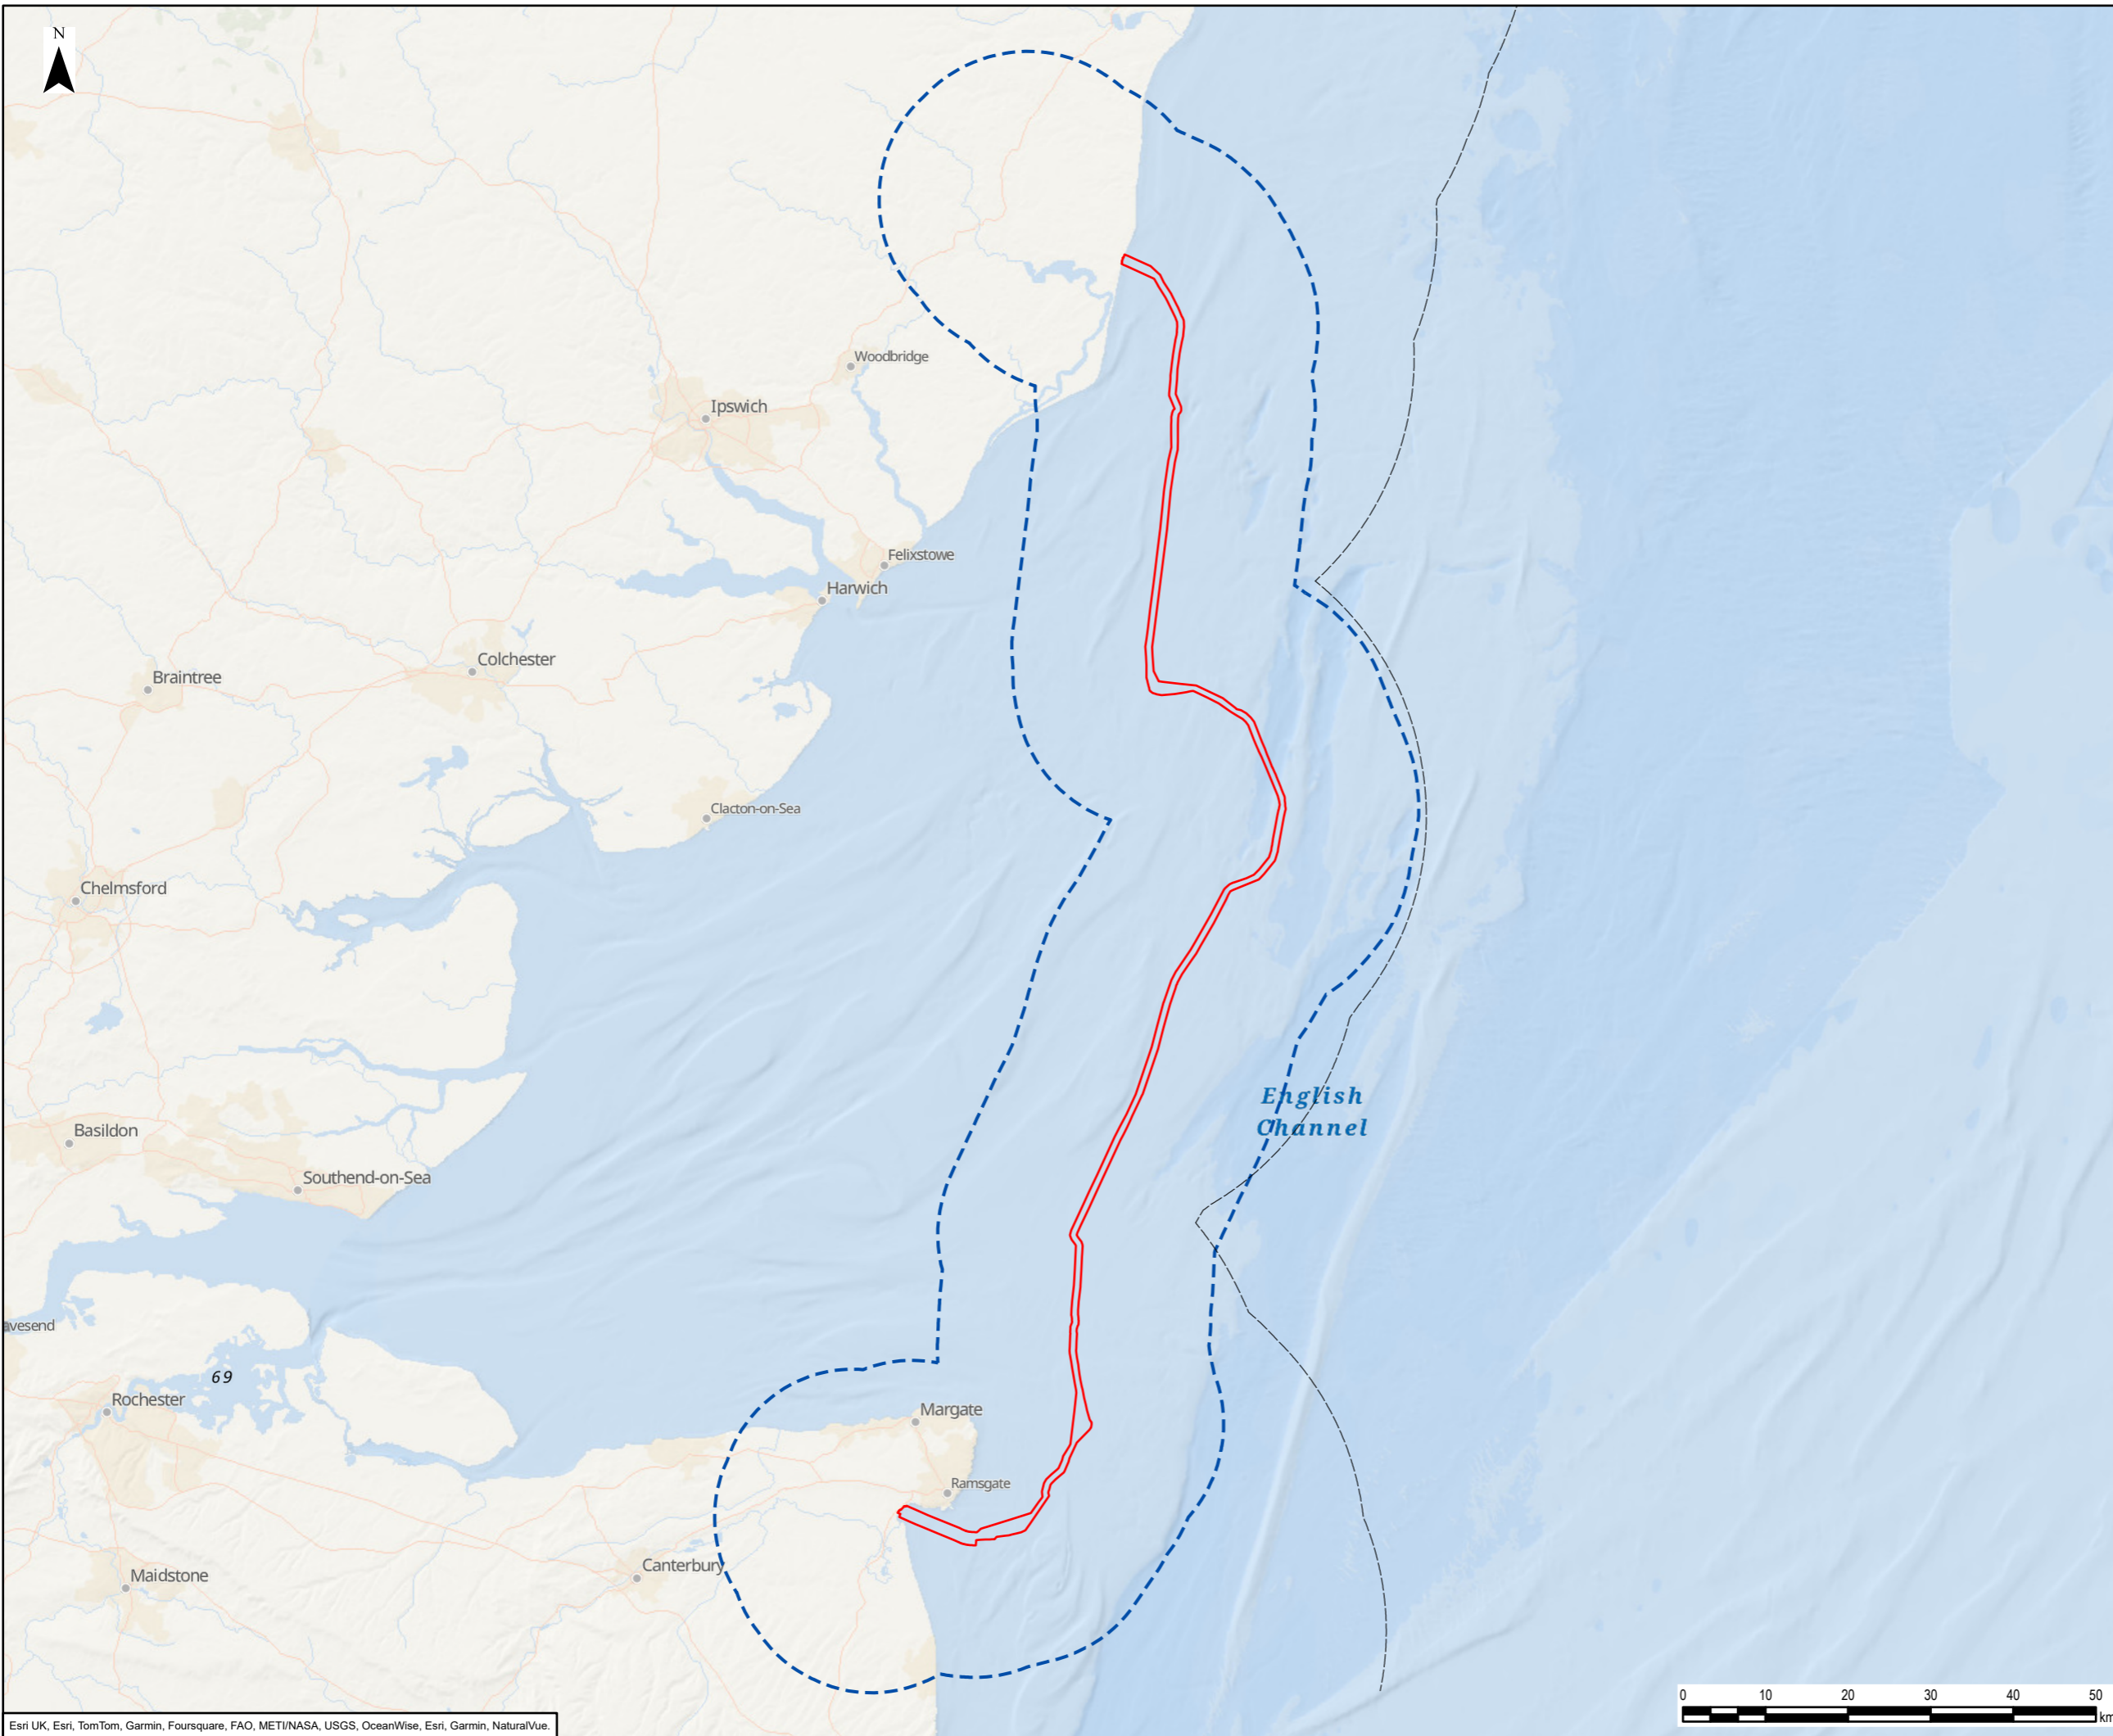 N
Woodbridge
Ipswich
Felixstowe
Harwich
Colchester
Braintree
Clacton-on-Sea
Chelmsford
English
Channel
Basildon
Southend-on-Sea
avesend
69
Rochester
Margate
Ramsgate
Canterbury
Maidstone
0 10 20 30 40 50
km
Esri UK, Esri, TomTom, Garmin, Foursquare, FAO, METI/NASA, USGS, OceanWise, Esri, Garmin, NaturalVue.